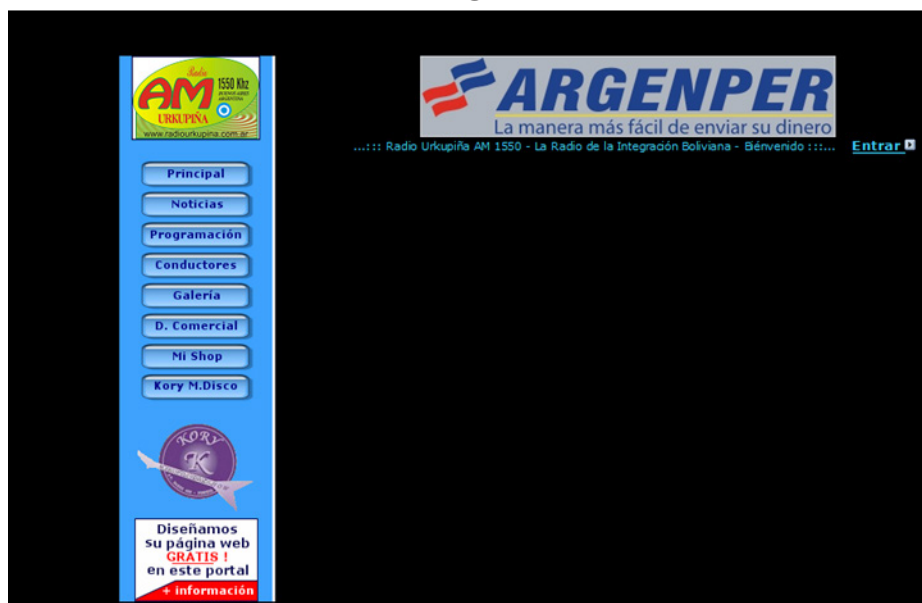 Radio
AM
1550 Khz
BUENOS AIRES
ARGENTINA
URKUPIÑA
www.radiourkupina.com.ar
ARGENPER
La manera más fácil de enviar su dinero
...::: Radio Urkupiña AM 1550 - La Radio de la Integración Boliviana - Biénvenido :::...
Entrar
Principal
Noticias
Programación
Conductores
Galería
D. Comercial
Mi Shop
Kory M.Disco
KORY
K
Diseñamos
su página web
GRATIS !
en este portal
+ información